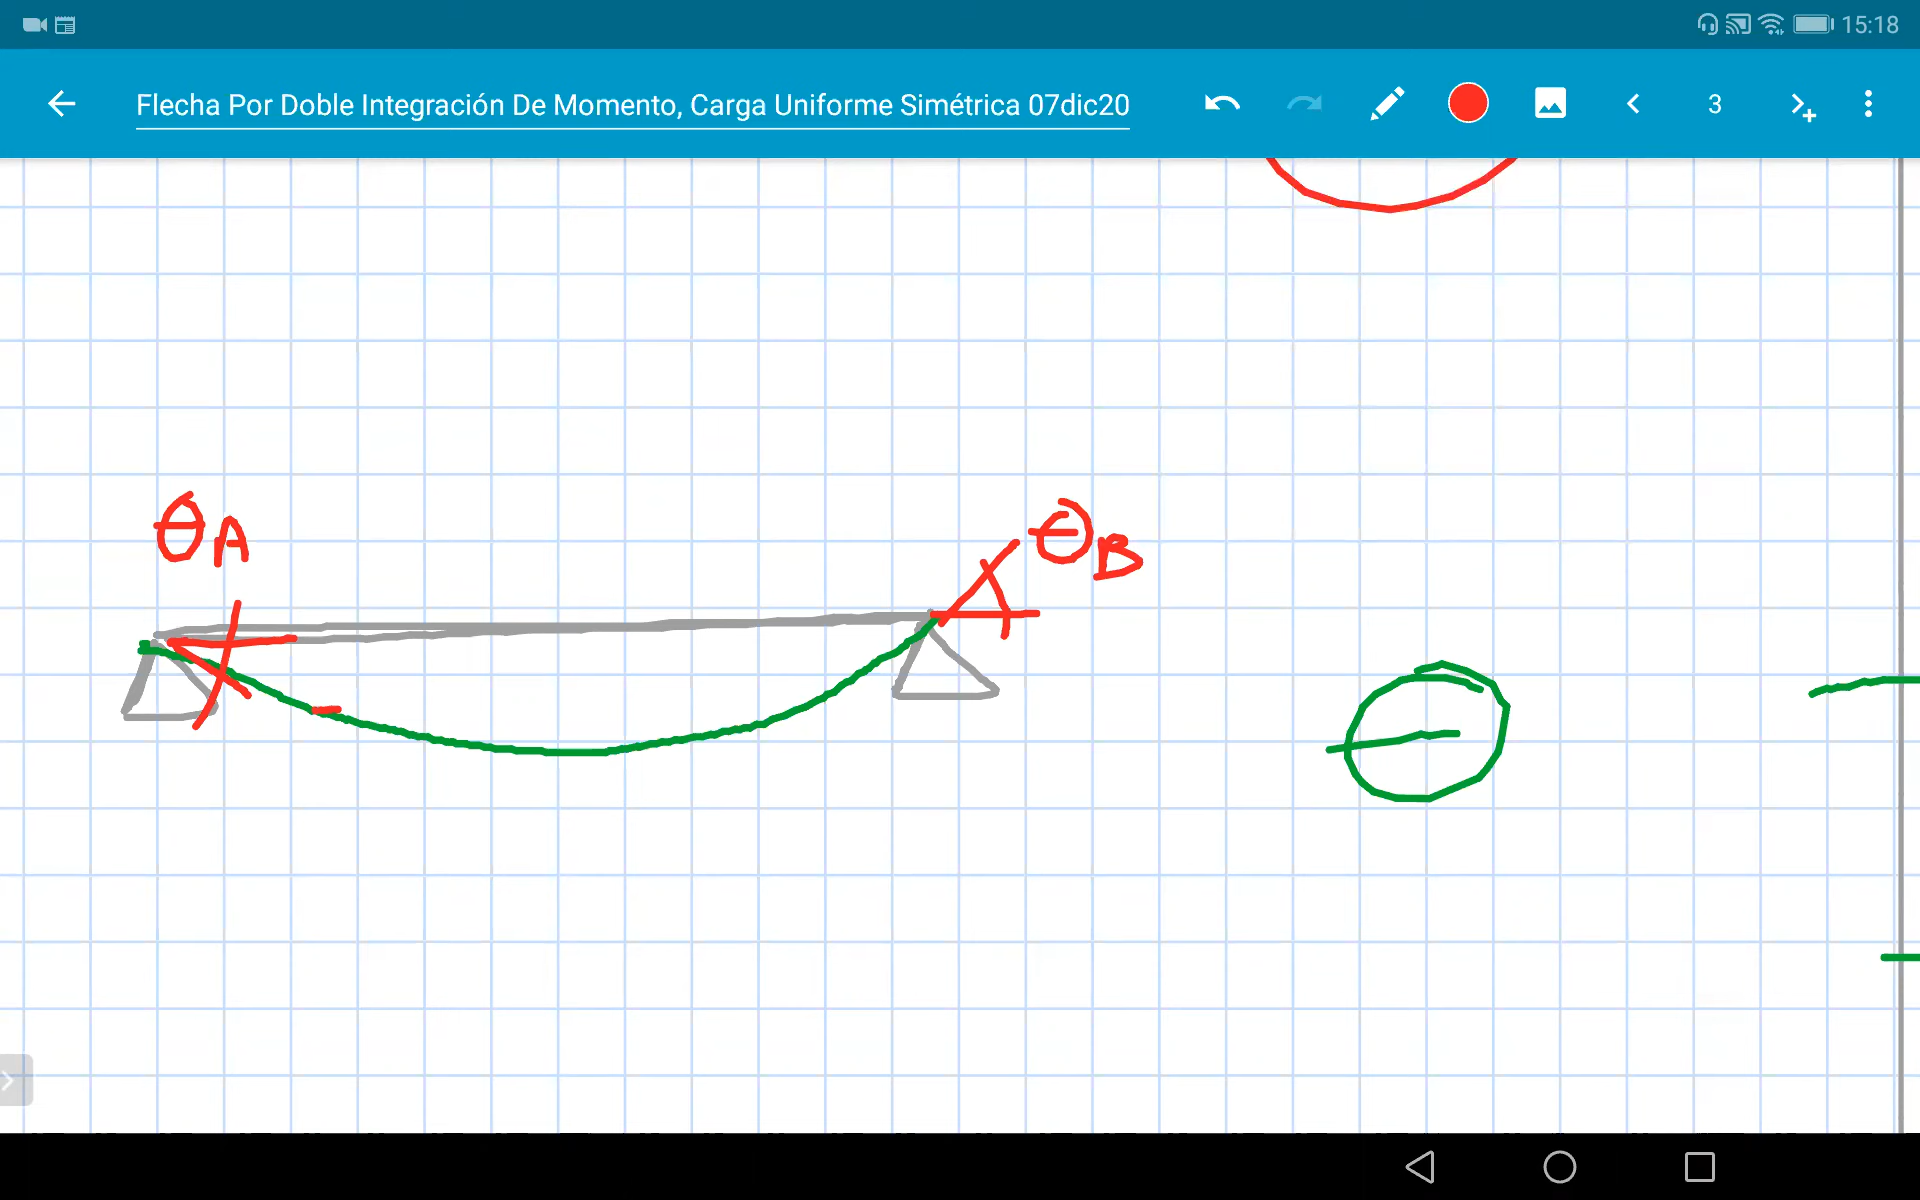 15:18
Flecha Por Doble Integración De Momento, Carga Uniforme Simétrica 07dic20
3
θA
θB